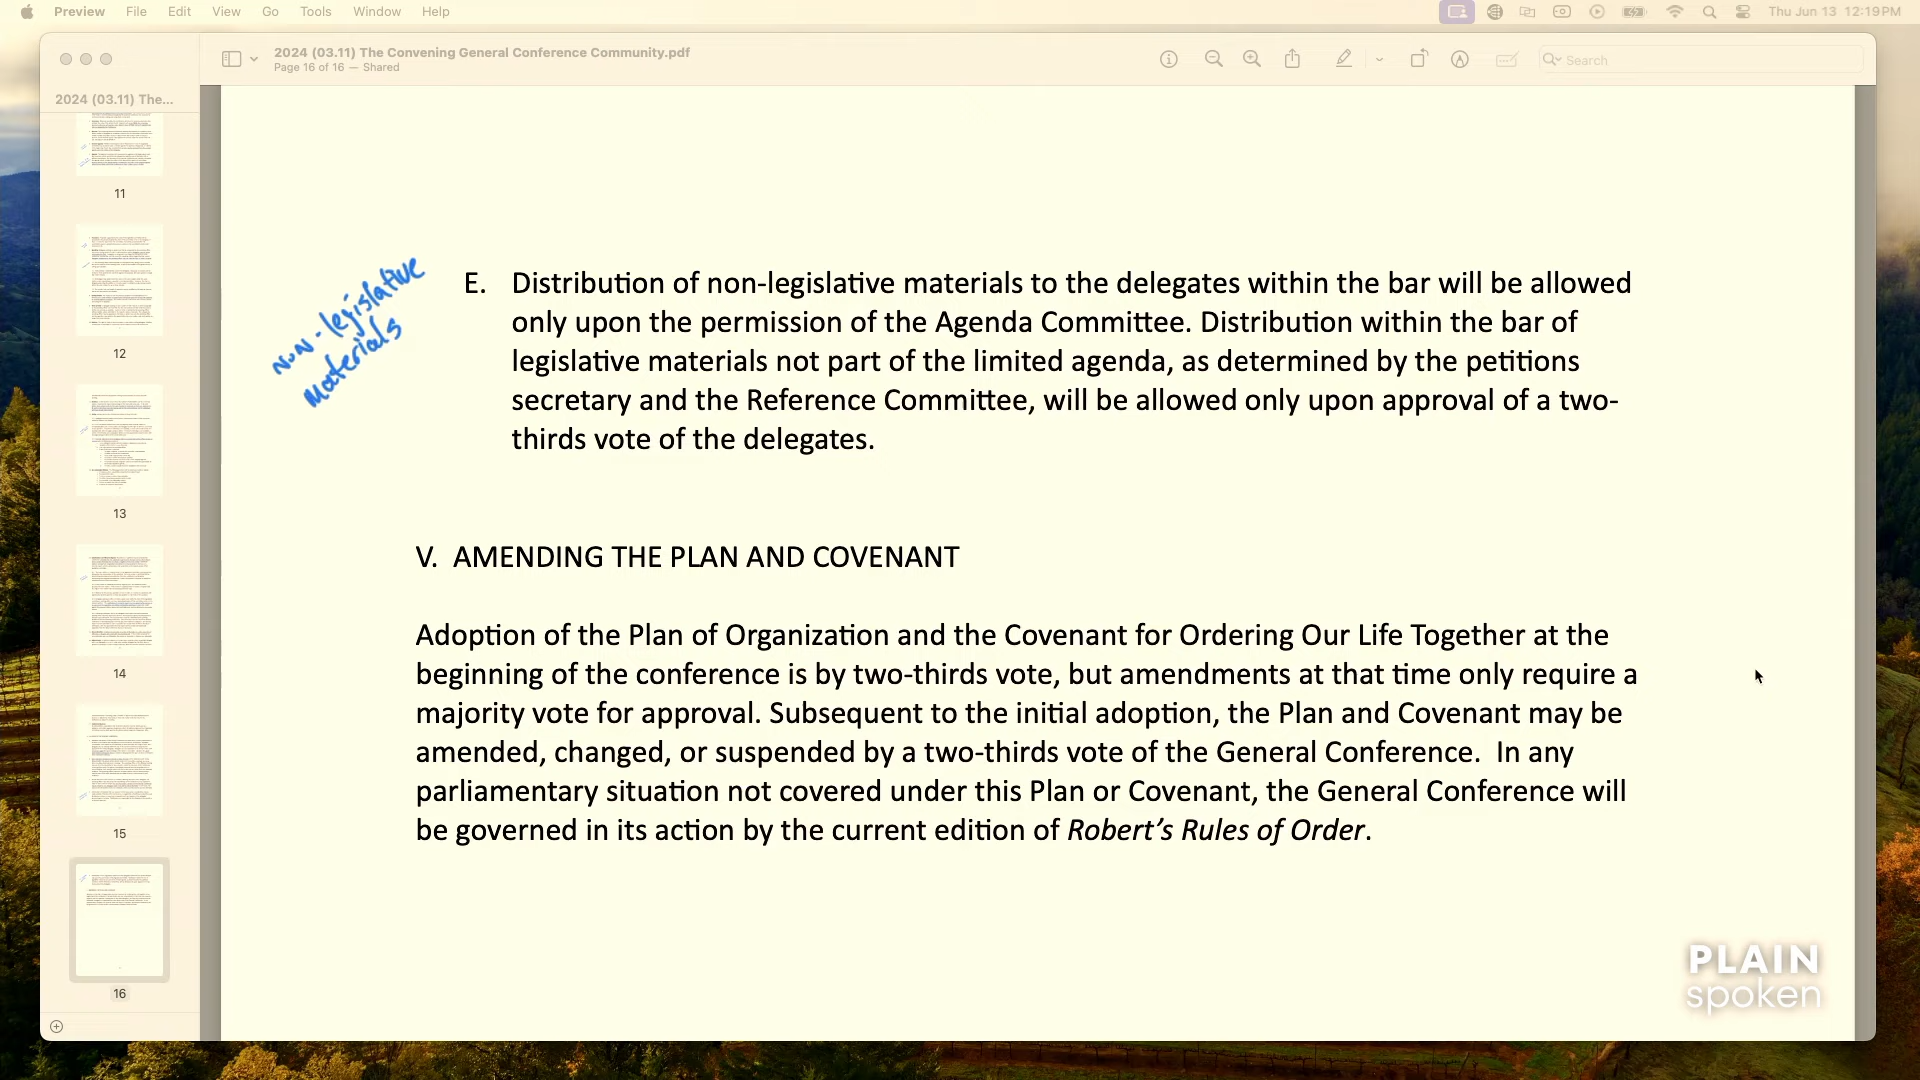 Preview File Edit View Go Tools Window Help
Thu Jun 13 12:19 PM
2024 (03.11) The Convening General Conference Community.pdf
Page 16 of 16 — Shared
Search
2024 (03.11) The...
11
12
13
14
15
16
non-legislative
materials
E. Distribution of non-legislative materials to the delegates within the bar will be allowed
only upon the permission of the Agenda Committee. Distribution within the bar of
legislative materials not part of the limited agenda, as determined by the petitions
secretary and the Reference Committee, will be allowed only upon approval of a two-
thirds vote of the delegates.
V. AMENDING THE PLAN AND COVENANT
Adoption of the Plan of Organization and the Covenant for Ordering Our Life Together at the
beginning of the conference is by two-thirds vote, but amendments at that time only require a
majority vote for approval. Subsequent to the initial adoption, the Plan and Covenant may be
amended, changed, or suspended by a two-thirds vote of the General Conference. In any
parliamentary situation not covered under this Plan or Covenant, the General Conference will
be governed in its action by the current edition of Robert’s Rules of Order.
PLAIN
spoken